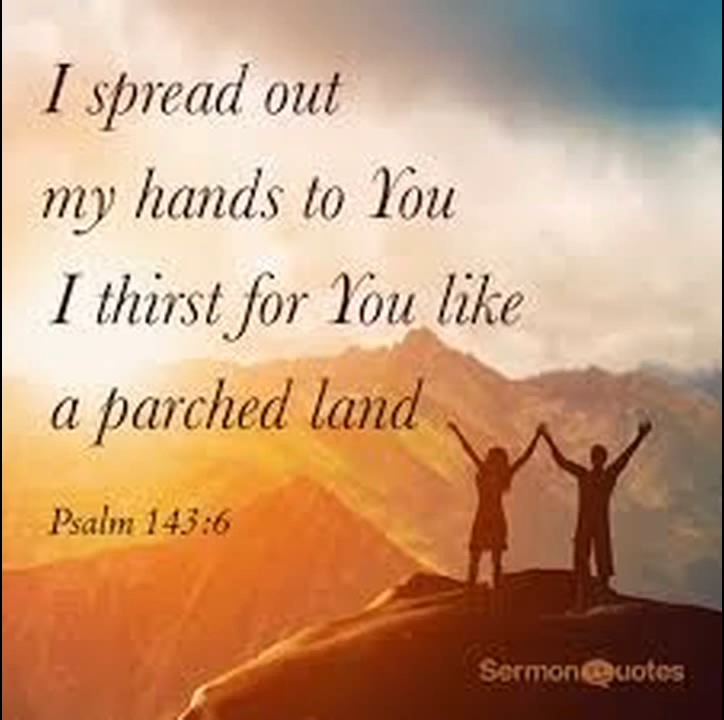 I spread out
my hands to You
I thirst for You like
a parched land
Psalm 143:6
SermonQuotes